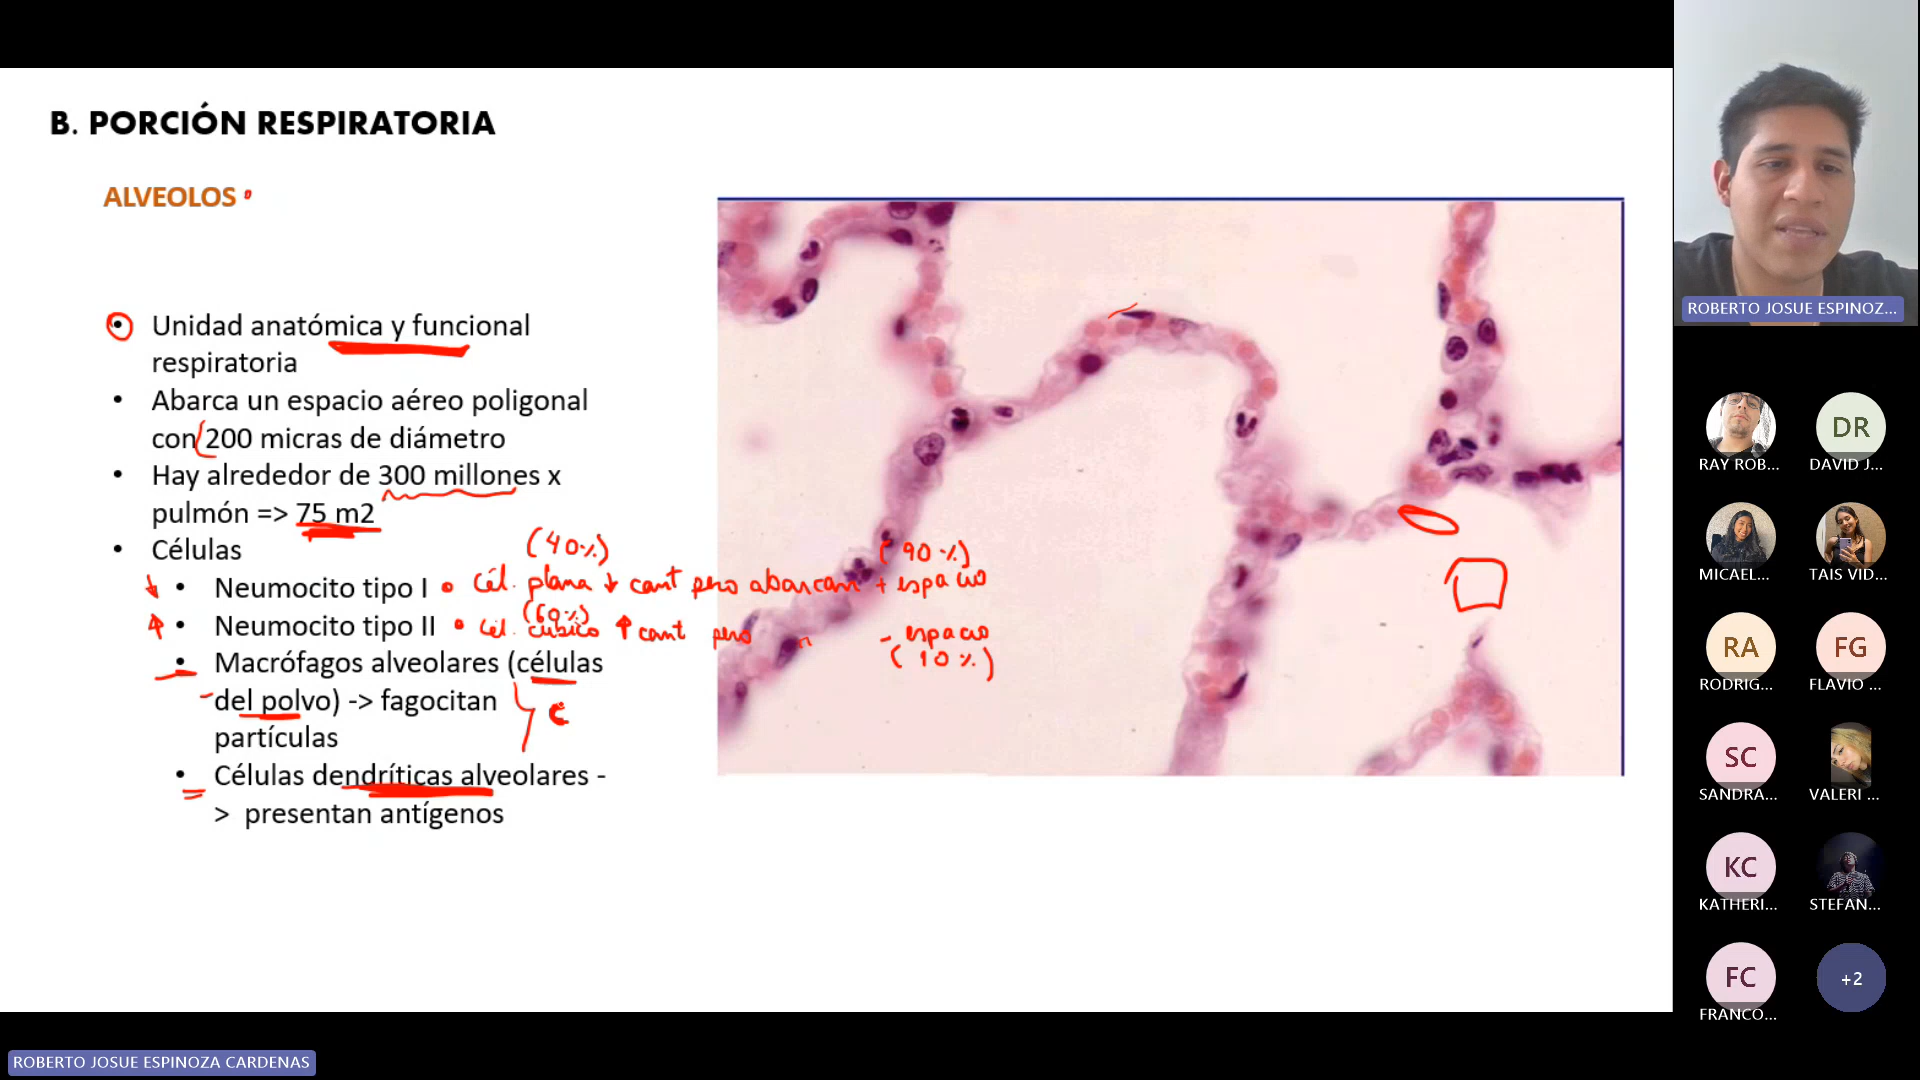 B. PORCIÓN RESPIRATORIA
ALVEOLOS
• Unidad anatómica y funcional
respiratoria
• Abarca un espacio aéreo poligonal
con 200 micras de diámetro
• Hay alrededor de 300 millones x
pulmón => 75 m2
• Células
(40%) (90%)
• Neumocito tipo I • Cél. plana ↓ cant pero abarcan + espacio
(60%)
• Neumocito tipo II • Cél. cúbico ↑ cant pero - espacio
(10%)
• Macrófagos alveolares (células
del polvo) -> fagocitan
partículas
• Células dendríticas alveolares -
> presentan antígenos
ROBERTO JOSUE ESPINOZ...
RAY ROB...
DR
DAVID J...
MICAEL...
TAIS VID...
RA
RODRIG...
FG
FLAVIO ...
SC
SANDRA...
VALERI ...
KC
KATHERI...
STEFAN...
FC
FRANCO...
+2
ROBERTO JOSUE ESPINOZA CARDENAS